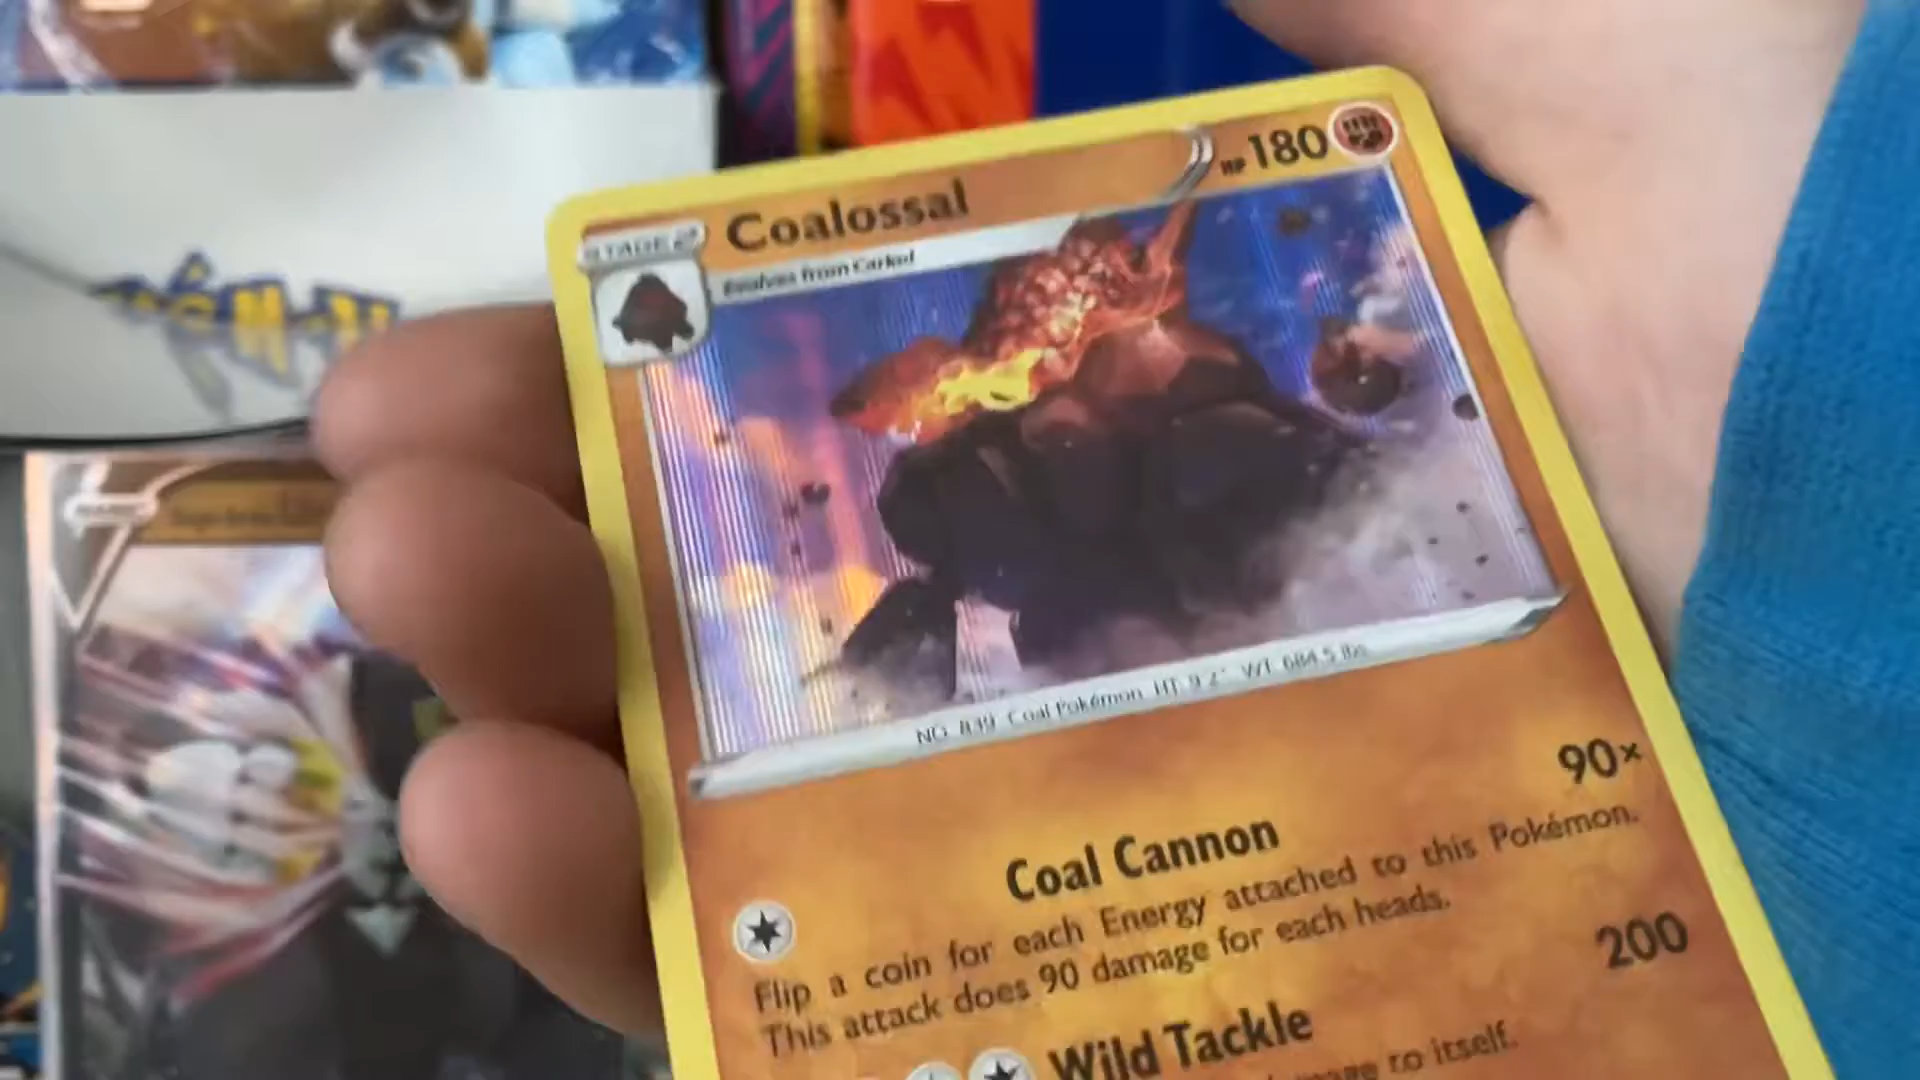 STAGE 2
Coalossal
HP 180
Evolves from Carkol
NO. 839 Coal Pokémon HT: 9'2" WT: 684.5 lbs.
Coal Cannon 90×
Flip a coin for each Energy attached to this Pokémon.
This attack does 90 damage for each heads.
Wild Tackle 200
to itself.